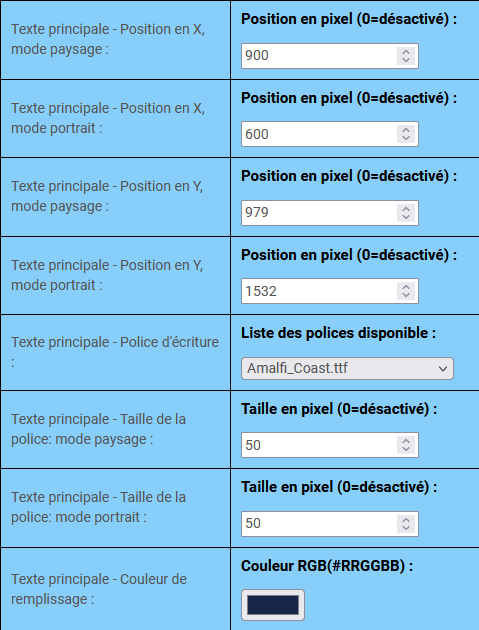 Texte principale - Position en X,
mode paysage :
Position en pixel (0=désactivé) :
900
Texte principale - Position en X,
mode portrait :
Position en pixel (0=désactivé) :
600
Texte principale - Position en Y,
mode paysage :
Position en pixel (0=désactivé) :
979
Texte principale - Position en Y,
mode portrait :
Position en pixel (0=désactivé) :
1532
Texte principale - Police d'écriture
:
Liste des polices disponible :
Amalfi_Coast.ttf
Texte principale - Taille de la
police: mode paysage :
Taille en pixel (0=désactivé) :
50
Texte principale - Taille de la
police: mode portrait :
Taille en pixel (0=désactivé) :
50
Texte principale - Couleur de
remplissage :
Couleur RGB(#RRGGBB) :